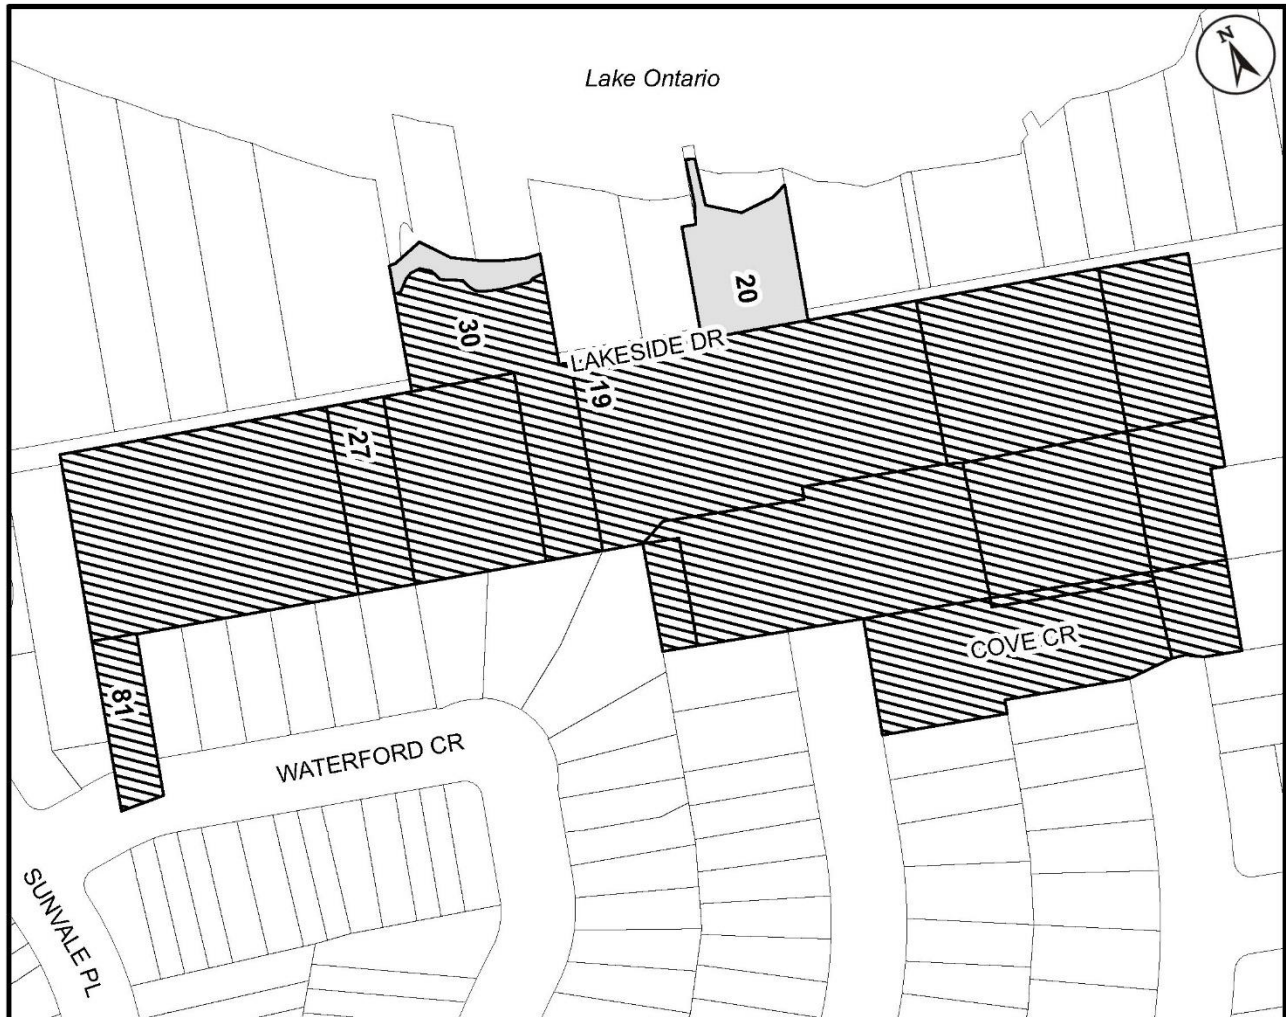 N
Lake Ontario
20
30
LAKESIDE DR
19
27
COVE CR
81
WATERFORD CR
SUNVALE PL